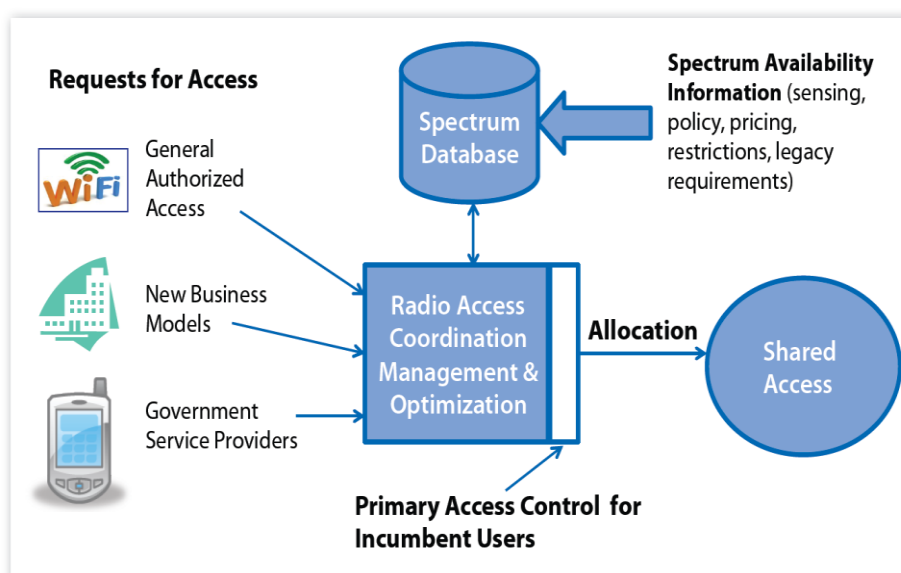 Requests for Access
WiFi
General
Authorized
Access
New Business
Models
Government
Service Providers
Spectrum
Database
Spectrum Availability
Information (sensing,
policy, pricing,
restrictions, legacy
requirements)
Radio Access
Coordination
Management &
Optimization
Allocation
Shared
Access
Primary Access Control for
Incumbent Users